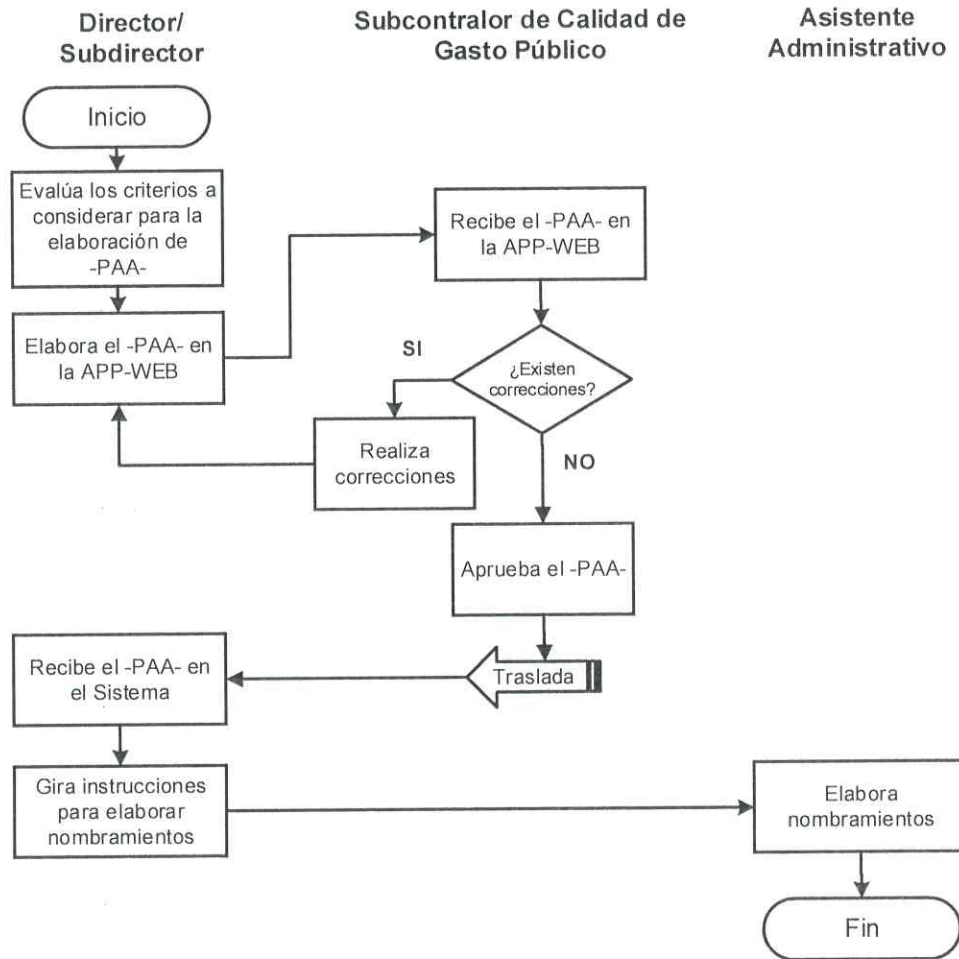 Director/
Subdirector
Subcontralor de Calidad de
Gasto Público
Asistente
Administrativo
Inicio
Evalúa los criterios a
considerar para la
elaboración de
-PAA-
Elabora el -PAA- en
la APP-WEB
Recibe el -PAA- en
la APP-WEB
¿Existen
correcciones?
SI
Realiza
correcciones
NO
Aprueba el -PAA-
Traslada
Recibe el -PAA- en
el Sistema
Gira instrucciones
para elaborar
nombramientos
Elabora
nombramientos
Fin